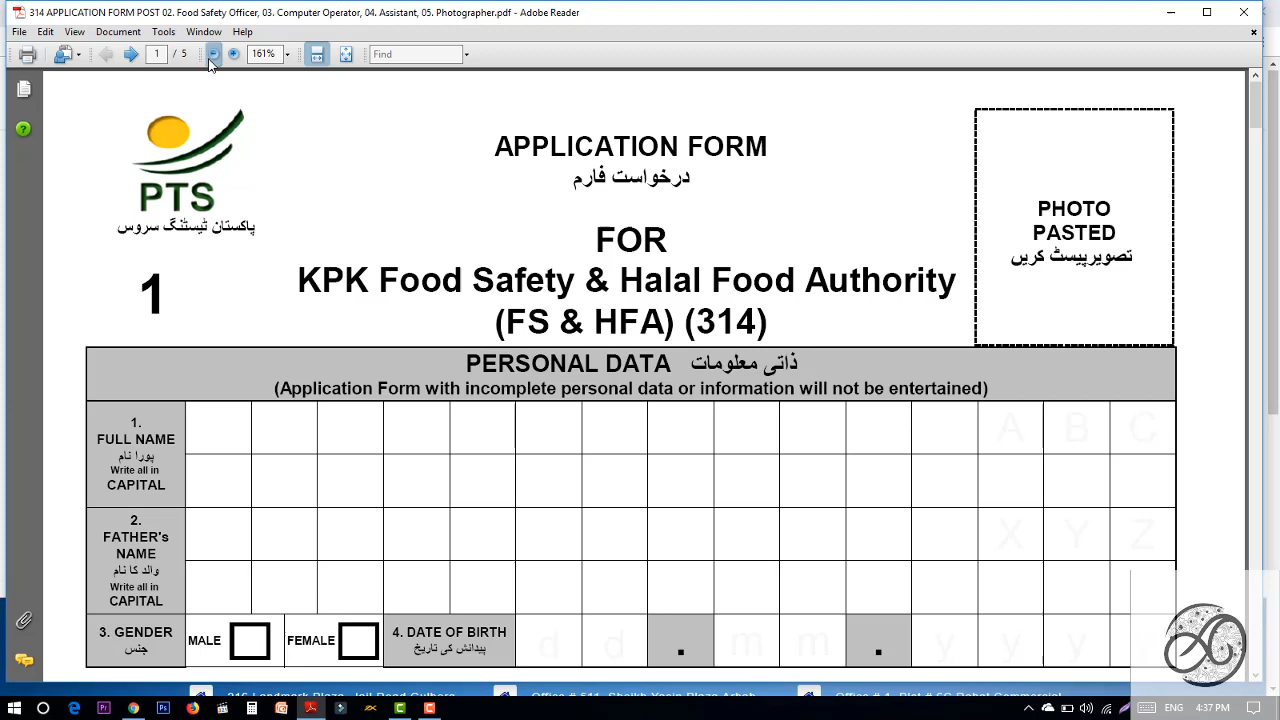 314 APPLICATION FORM POST 02. Food Safety Officer, 03. Computer Operator, 04. Assistant, 05. Photographer.pdf - Adobe Reader
File Edit View Document Tools Window Help
1 / 5 161% Find
APPLICATION FORM
درخواست فارم
PTS
پاکستان ٹیسٹنگ سروس
1
FOR
KPK Food Safety & Halal Food Authority
(FS & HFA) (314)
PHOTO
PASTED
تصویرپیسٹ کریں
PERSONAL DATA ذاتی معلومات
(Application Form with incomplete personal data or information will not be entertained)
1.
FULL NAME
پورا نام
Write all in
CAPITAL
A B C
2.
FATHER's
NAME
والد کا نام
Write all in
CAPITAL
X Y Z
3. GENDER
جنس
MALE
FEMALE
4. DATE OF BIRTH
پیدائش کی تاریخ
d d . m m . y y y
ENG 4:37 PM